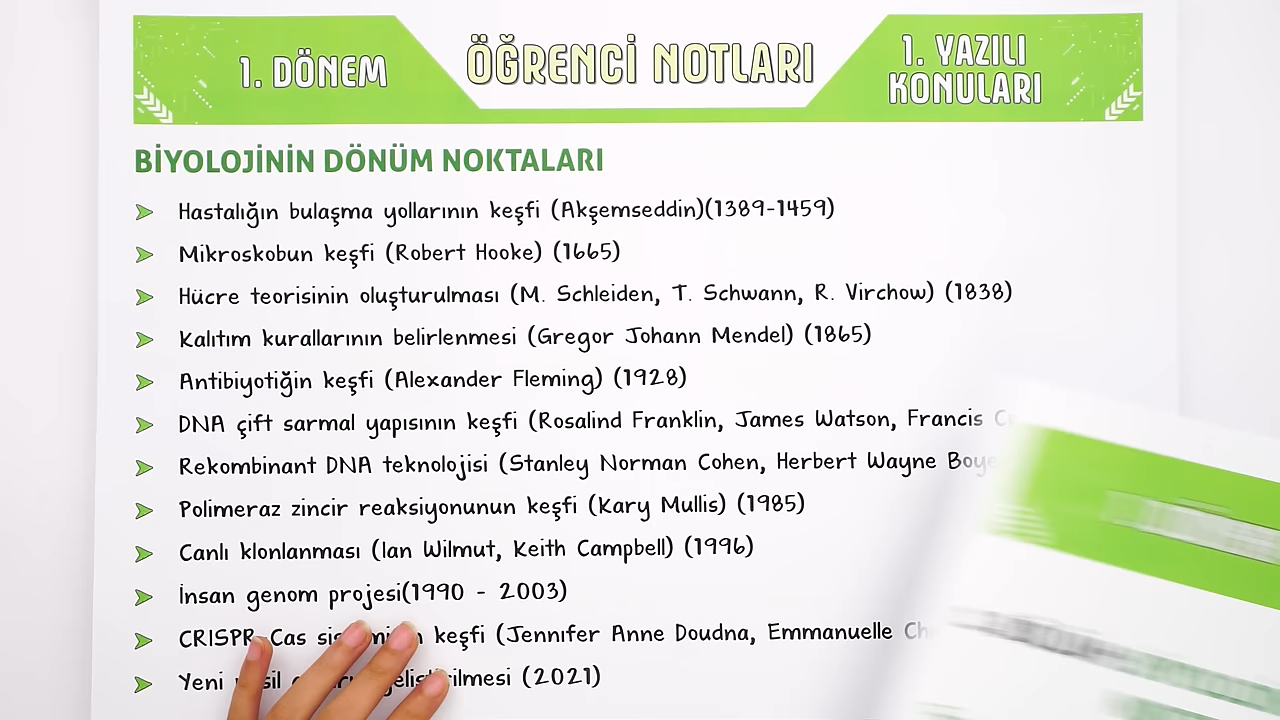 1. DÖNEM
ÖĞRENCİ NOTLARI
1. YAZILI
KONULARI
BİYOLOJİNİN DÖNÜM NOKTALARI
Hastalığın bulaşma yollarının keşfi (Akşemseddin)(1389-1459)
Mikroskobun keşfi (Robert Hooke) (1665)
Hücre teorisinin oluşturulması (M. Schleiden, T. Schwann, R. Virchow) (1838)
Kalıtım kurallarının belirlenmesi (Gregor Johann Mendel) (1865)
Antibiyotiğin keşfi (Alexander Fleming) (1928)
DNA çift sarmal yapısının keşfi (Rosalind Franklin, James Watson, Francis
Rekombinant DNA teknolojisi (Stanley Norman Cohen, Herbert Wayne
Polimeraz zincir reaksiyonunun keşfi (Kary Mullis) (1985)
Canlı klonlanması (Ian Wilmut, Keith Campbell) (1996)
İnsan genom projesi(1990 - 2003)
CRISPR-Cas keşfi (Jennıfer Anne Doudna, Emmanuelle
Yeni (2021)